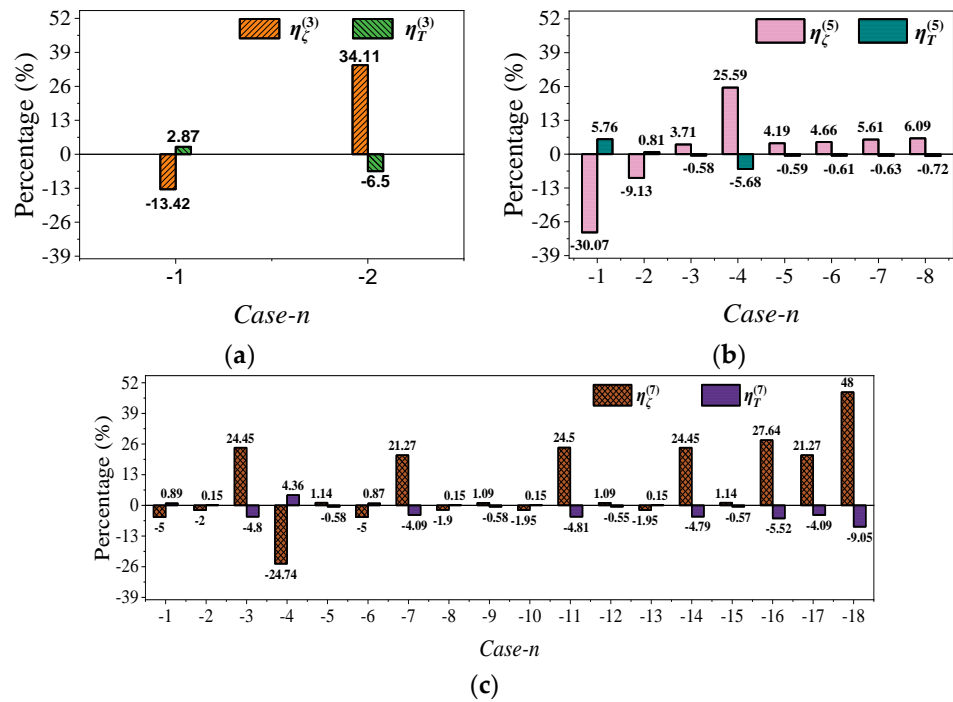 52
39
26
13
0
-13
-26
-39
Percentage (%)
η_ζ^(3) η_T^(3)
34.11
2.87
-13.42
-6.5
-1 -2
Case-n
(a)
52
39
26
13
0
-13
-26
-39
Percentage (%)
η_ζ^(5) η_T^(5)
25.59
5.76 0.81 3.71 4.19 4.66 5.61 6.09
-30.07 -9.13 -0.58 -5.68 -0.59 -0.61 -0.63 -0.72
-1 -2 -3 -4 -5 -6 -7 -8
Case-n
(b)
52
39
26
13
0
-13
-26
-39
Percentage (%)
η_ζ^(7) η_T^(7)
0.89 0.15 24.45 4.36 1.14 0.87 21.27 0.15 1.09 0.15 24.5 1.09 0.15 24.45 1.14 27.64 21.27 48
-5 -2 -4.8 -24.74 -0.58 -5 -4.09 -1.9 -0.58 -1.95 -4.81 -0.55 -1.95 -4.79 -0.57 -5.52 -4.09 -9.05
-1 -2 -3 -4 -5 -6 -7 -8 -9 -10 -11 -12 -13 -14 -15 -16 -17 -18
Case-n
(c)